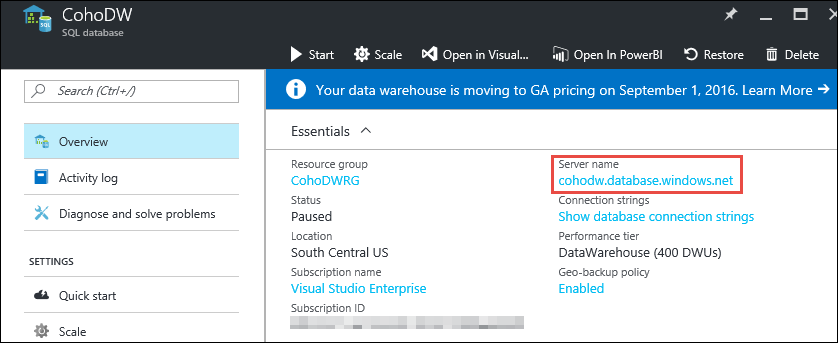 CohoDW
SQL database
Start
Scale
Open in Visual...
Open In PowerBI
Restore
Delete
Search (Ctrl+/)
Your data warehouse is moving to GA pricing on September 1, 2016. Learn More →
Overview
Activity log
Diagnose and solve problems
SETTINGS
Quick start
Scale
Essentials
Resource group
CohoDWRG
Status
Paused
Location
South Central US
Subscription name
Visual Studio Enterprise
Subscription ID
Server name
cohodw.database.windows.net
Connection strings
Show database connection strings
Performance tier
DataWarehouse (400 DWUs)
Geo-backup policy
Enabled